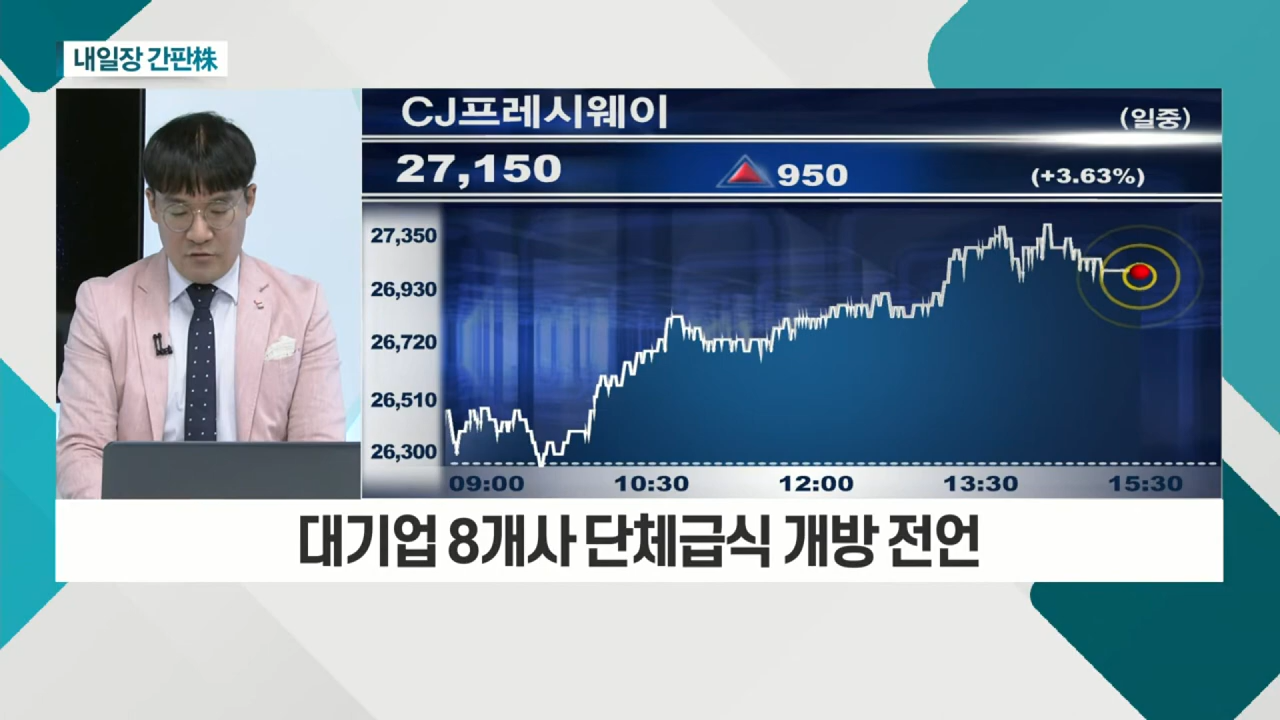 내일장 간판株
CJ프레시웨이
(일중)
27,150
950
(+3.63%)
27,350
26,930
26,720
26,510
26,300
09:00 10:30 12:00 13:30 15:30
대기업 8개사 단체급식 개방 전언